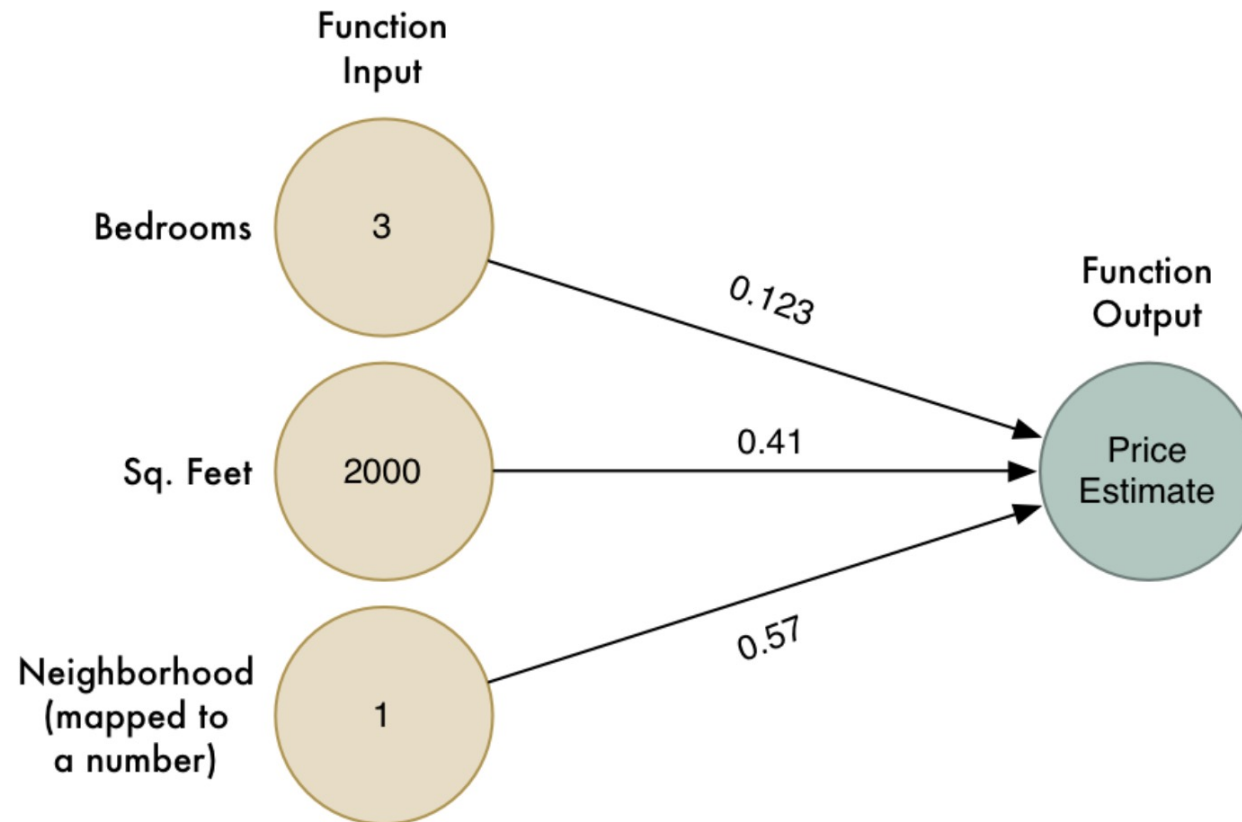 Function
Input
Bedrooms
3
0.123
Function
Output
Sq. Feet
2000
0.41
Price
Estimate
Neighborhood
(mapped to
a number)
1
0.57